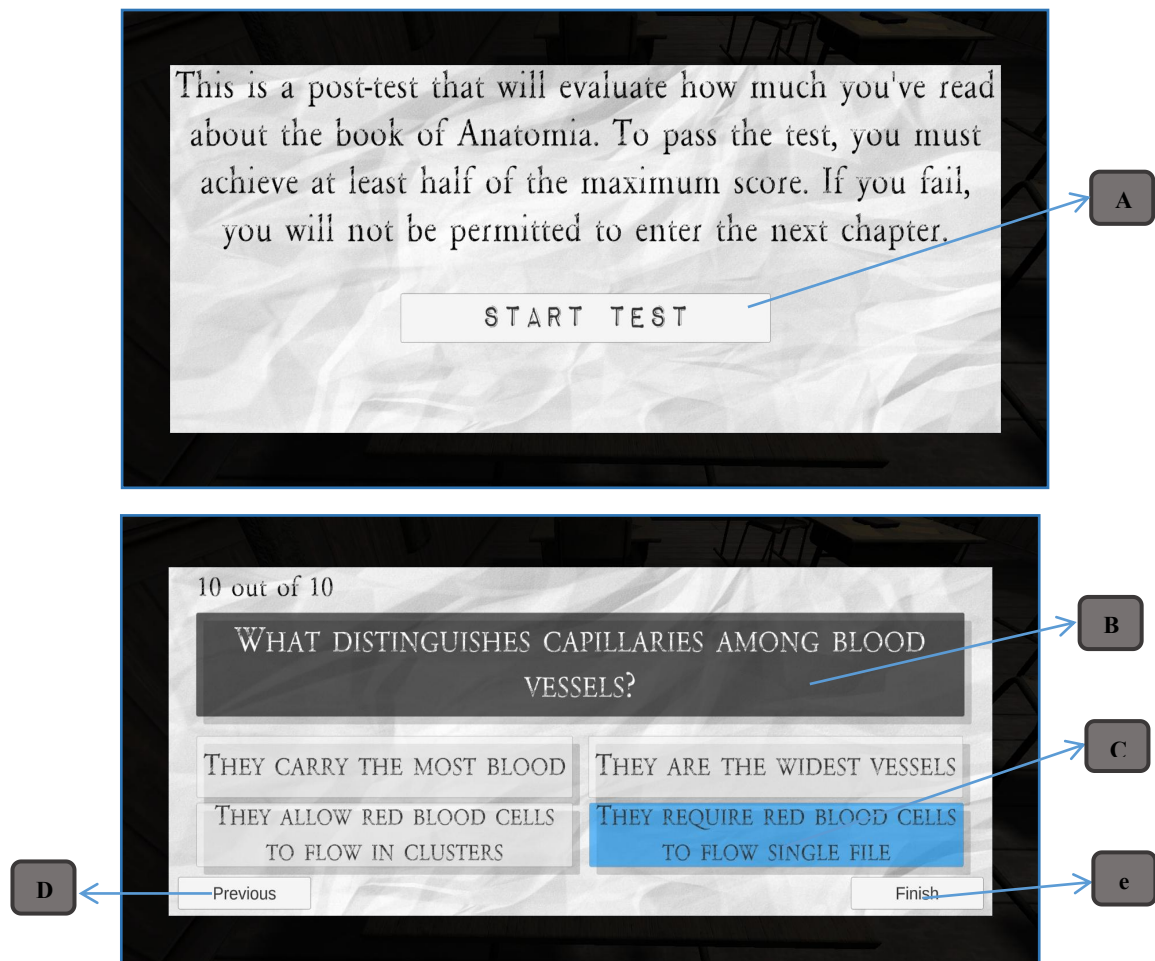 This is a post-test that will evaluate how much you've read
about the book of Anatomia. To pass the test, you must
achieve at least half of the maximum score. If you fail,
you will not be permitted to enter the next chapter.
A
START TEST
10 out of 10
WHAT DISTINGUISHES CAPILLARIES AMONG BLOOD
VESSELS?
B
THEY CARRY THE MOST BLOOD
THEY ARE THE WIDEST VESSELS
C
THEY ALLOW RED BLOOD CELLS
TO FLOW IN CLUSTERS
THEY REQUIRE RED BLOOD CELLS
TO FLOW SINGLE FILE
D
Previous
Finish
e